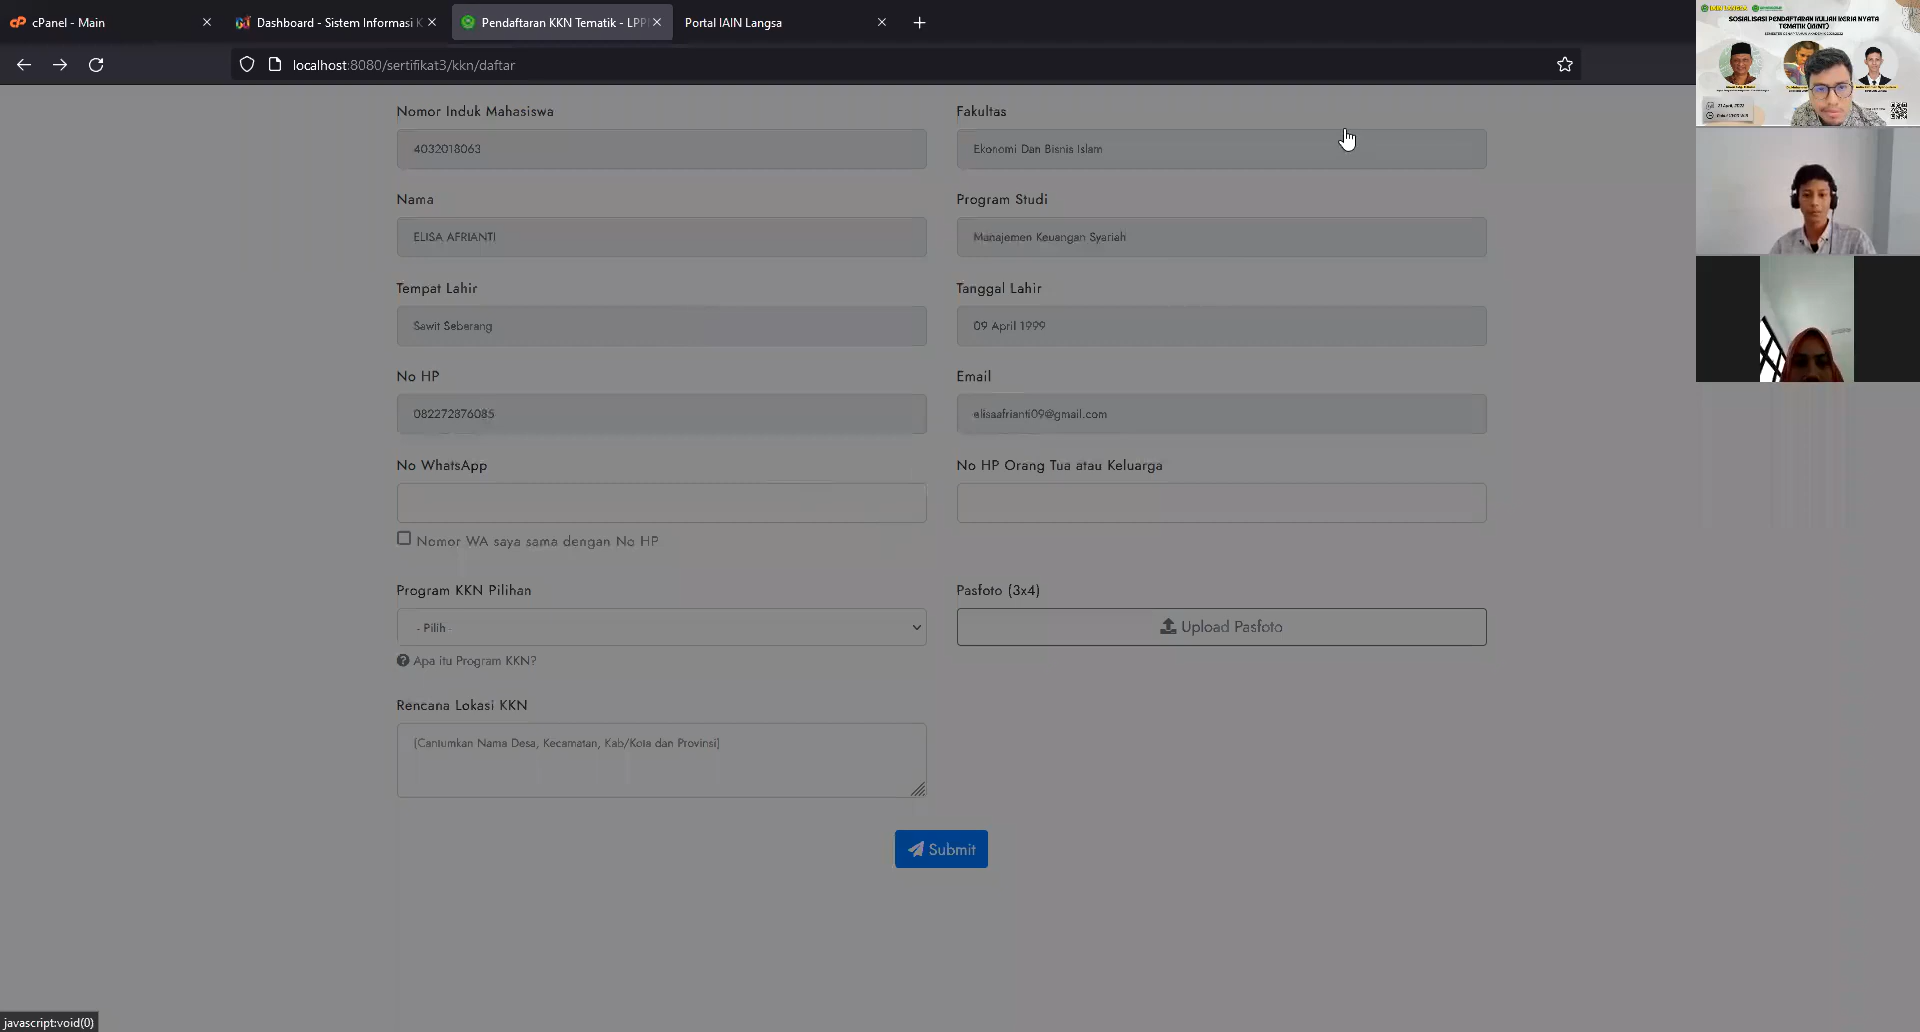 cPanel - Main
Dashboard - Sistem Informasi K
Pendaftaran KKN Tematik - LPP
Portal IAIN Langsa
localhost:8080/sertifikat3/kkn/daftar
SOSIALISASI PENDAFTARAN KULIAH KERJA NYATA
TEMATIK (KKNT)
21 April, 2022
Nomor Induk Mahasiswa
4032018063
Fakultas
Ekonomi Dan Bisnis Islam
Nama
ELISA AFRIANTI
Program Studi
Manajemen Keuangan Syariah
Tempat Lahir
Sawit Seberang
Tanggal Lahir
09 April 1999
No HP
082272876085
Email
elisaafrianti09@gmail.com
No WhatsApp
No HP Orang Tua atau Keluarga
Nomor WA saya sama dengan No HP
Program KKN Pilihan
- Pilih -
Apa itu Program KKN?
Pasfoto (3x4)
Upload Pasfoto
Rencana Lokasi KKN
[Cantumkan Nama Desa, Kecamatan, Kab/Kota dan Provinsi]
Submit
javascript:void(0)